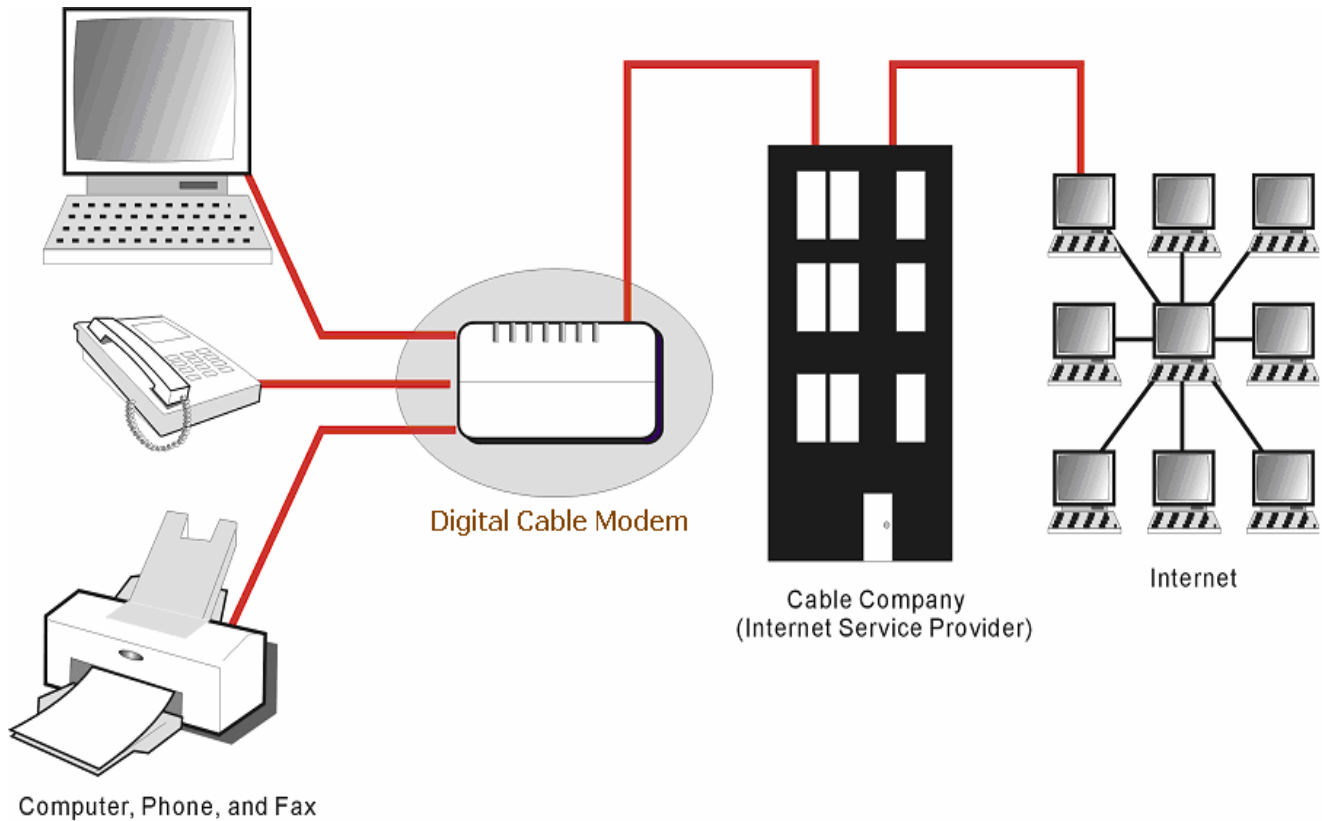 Digital Cable Modem
Cable Company
(Internet Service Provider)
Internet
Computer, Phone, and Fax